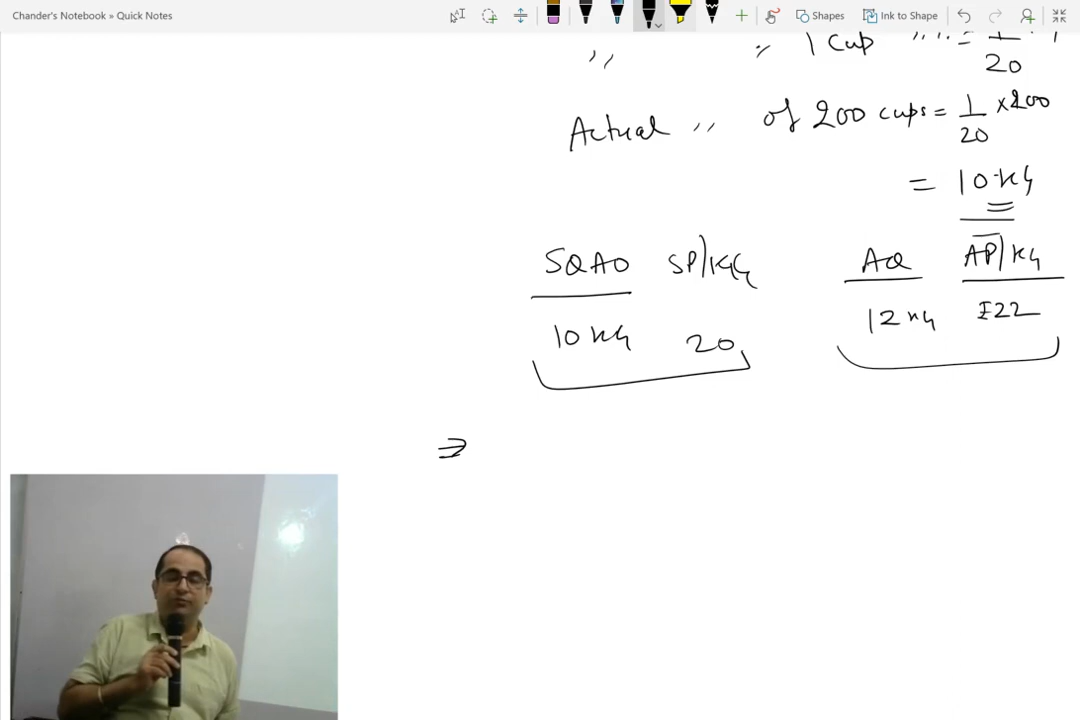 Chander's Notebook » Quick Notes
Shapes
Ink to Shape
" " 1 cup
20
Actual " of 200 cups = 1/20 × 200
= 10 KG
SQAO SP/KG AQ AP/KG
10 KG 20 12 KG ₹22
⇒